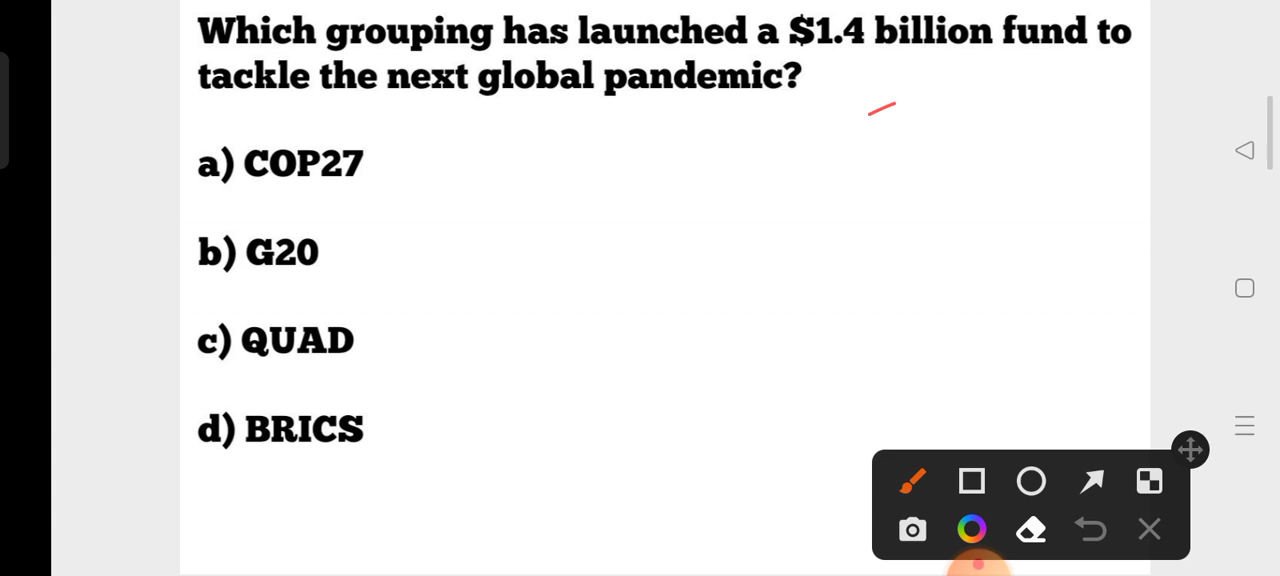 Which grouping has launched a $1.4 billion fund to
tackle the next global pandemic?
a) COP27
b) G20
c) QUAD
d) BRICS